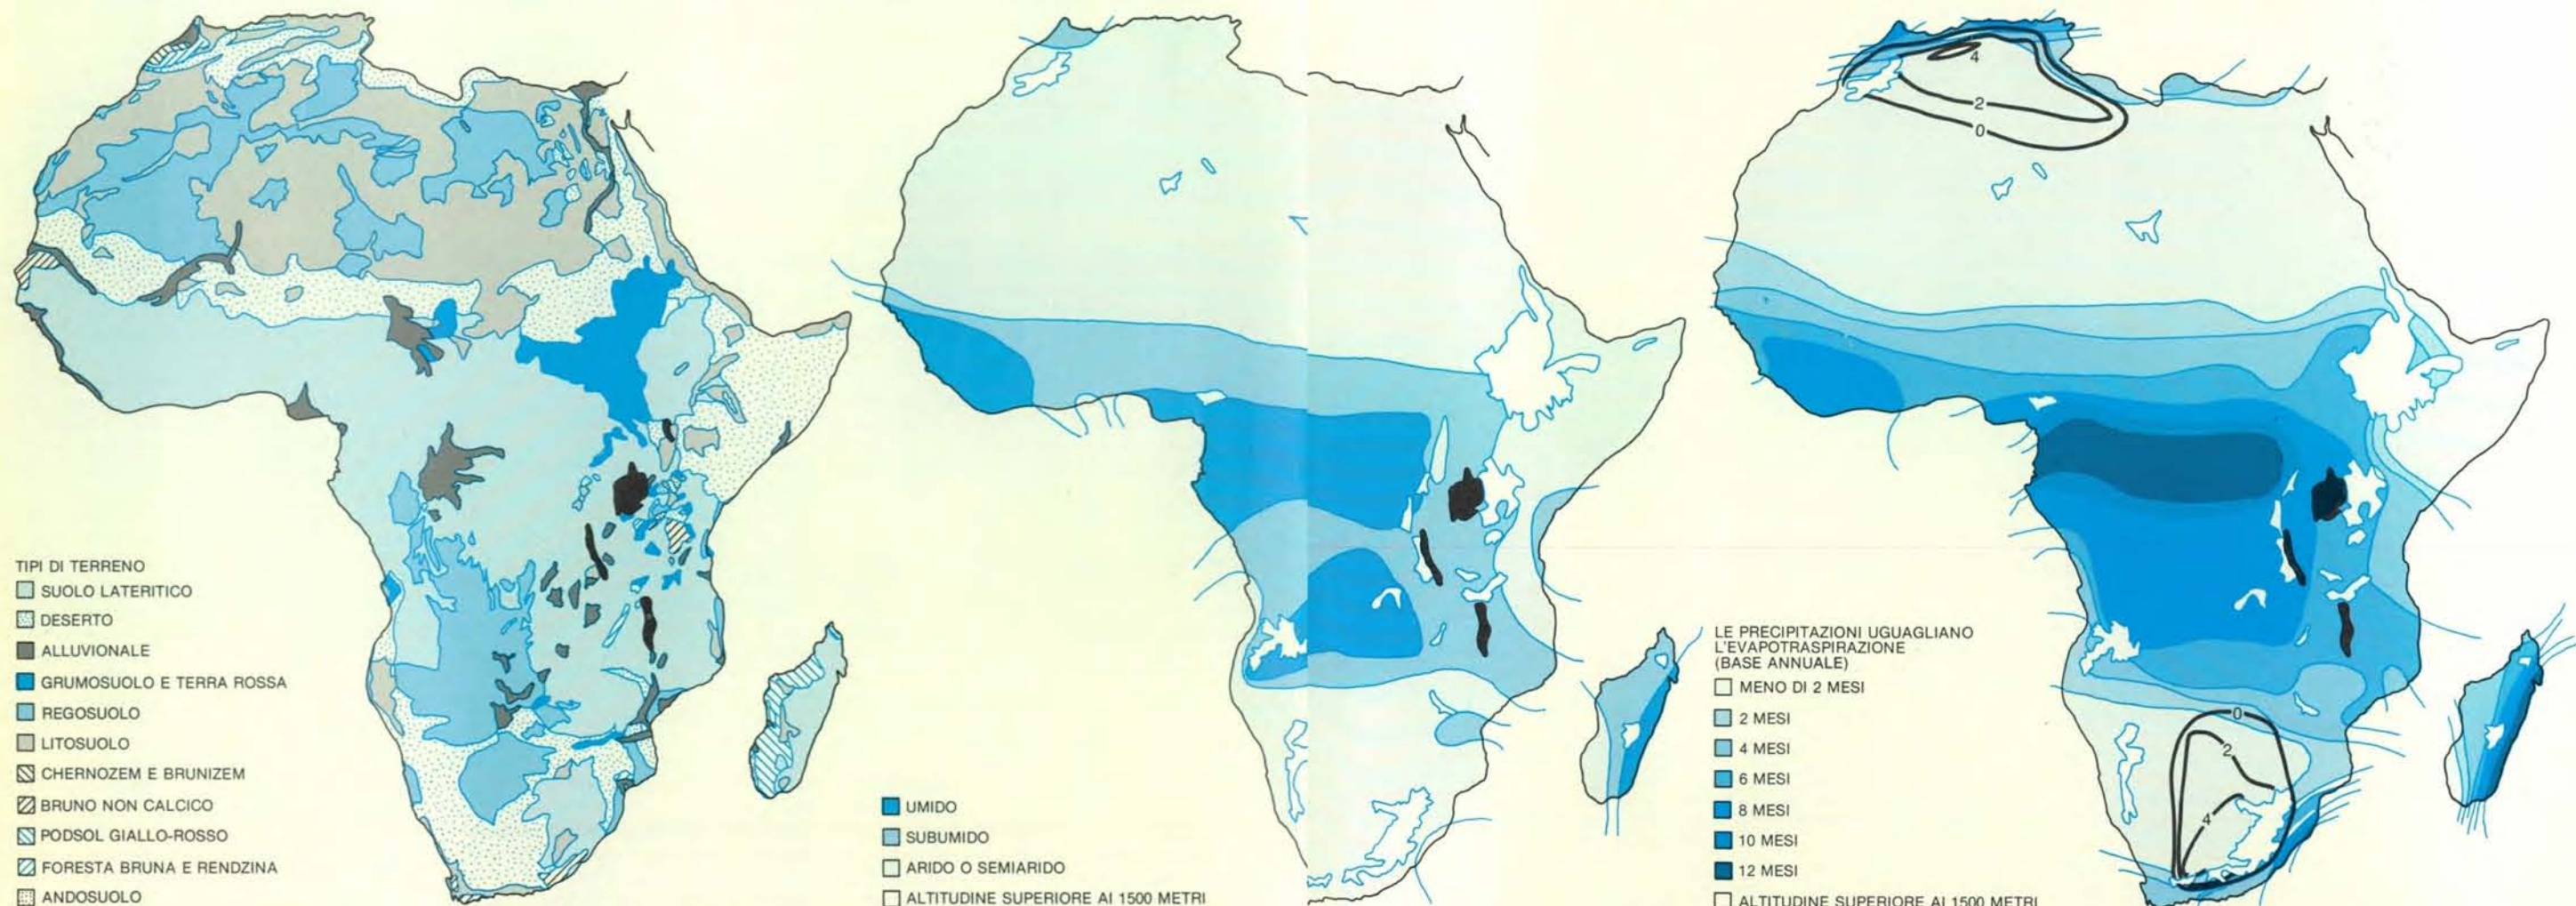 TIPI DI TERRENO
SUOLO LATERITICO
DESERTO
ALLUVIONALE
GRUMOSUOLO E TERRA ROSSA
REGOSUOLO
LITOSUOLO
CHERNOZEM E BRUNIZEM
BRUNO NON CALCICO
PODSOL GIALLO-ROSSO
FORESTA BRUNA E RENDZINA
ANDOSUOLO
UMIDO
SUBUMIDO
ARIDO O SEMIARIDO
ALTITUDINE SUPERIORE AI 1500 METRI
4
2
0
0
2
4
LE PRECIPITAZIONI UGUAGLIANO
L'EVAPOTRASPIRAZIONE
(BASE ANNUALE)
MENO DI 2 MESI
2 MESI
4 MESI
6 MESI
8 MESI
10 MESI
12 MESI
ALTITUDINE SUPERIORE AI 1500 METRI